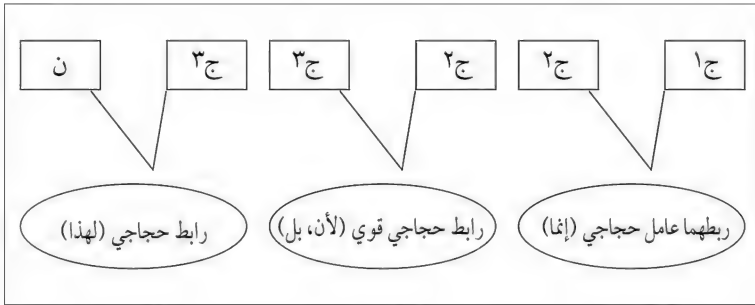 ج١ ج٢ ج٢ ج٣ ج٣ ن
ربطهما عامل حجاجي (إنما) رابط حجاجي قوي (لأن، بل) رابط حجاجي (لهذا)